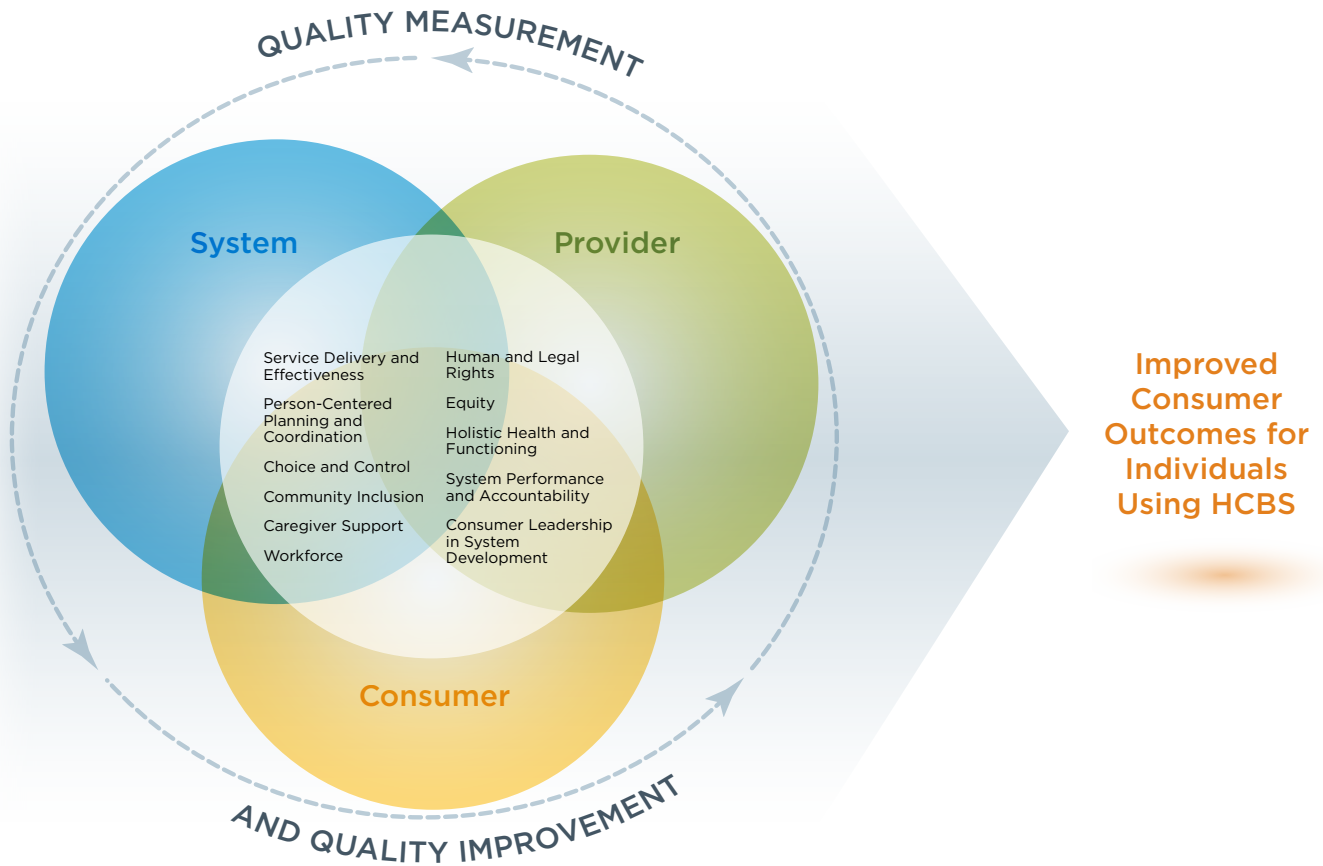 QUALITY MEASUREMENT
System
Provider
Service Delivery and
Effectiveness
Person-Centered
Planning and
Coordination
Choice and Control
Community Inclusion
Caregiver Support
Workforce
Human and Legal
Rights
Equity
Holistic Health and
Functioning
System Performance
and Accountability
Consumer Leadership
in System
Development
Consumer
AND QUALITY IMPROVEMENT
Improved
Consumer
Outcomes for
Individuals
Using HCBS